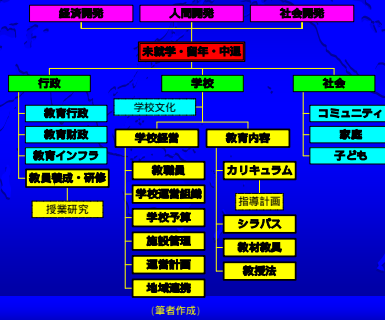 経済開発
人間開発
社会開発
未就学・留年・中退
行政
学校
社会
教育行政
教育財政
教育インフラ
教員養成・研修
授業研究
学校文化
学校経営
教職員
学校運営組織
学校予算
施設管理
運営計画
地域連携
教育内容
カリキュラム
指導計画
シラバス
教材教具
教授法
コミュニティ
家庭
子ども
(筆者作成)